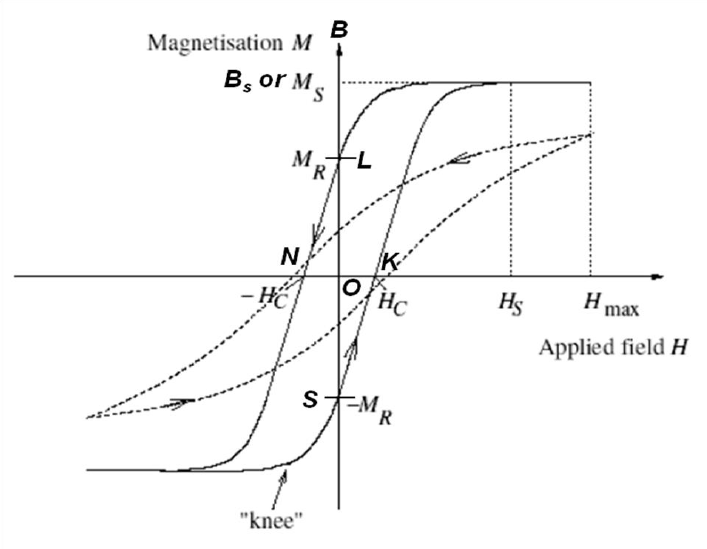 B
Magnetisation M
Bs or MS
MR
L
N
K
O
–HC
HC
HS
Hmax
Applied field H
S
–MR
"knee"